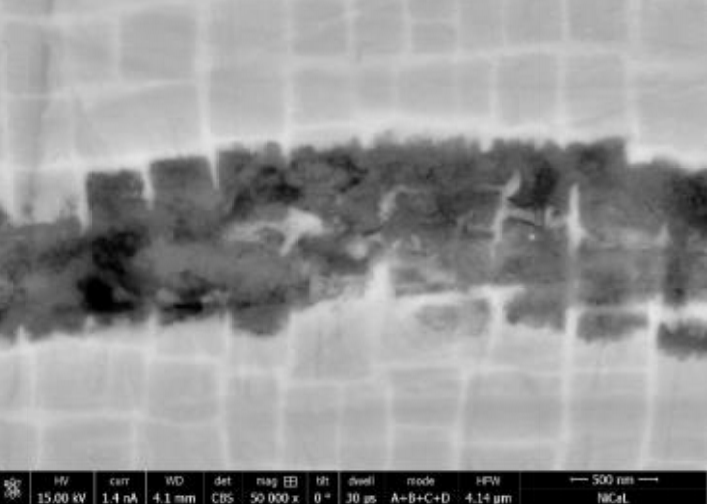 HV curr WD det mag tilt dwell mode HFW 500 nm
15.00 kV 1.4 nA 4.1 mm CBS 50 000 x 0 ° 30 µs A+B+C+D 4.14 µm NiCaL